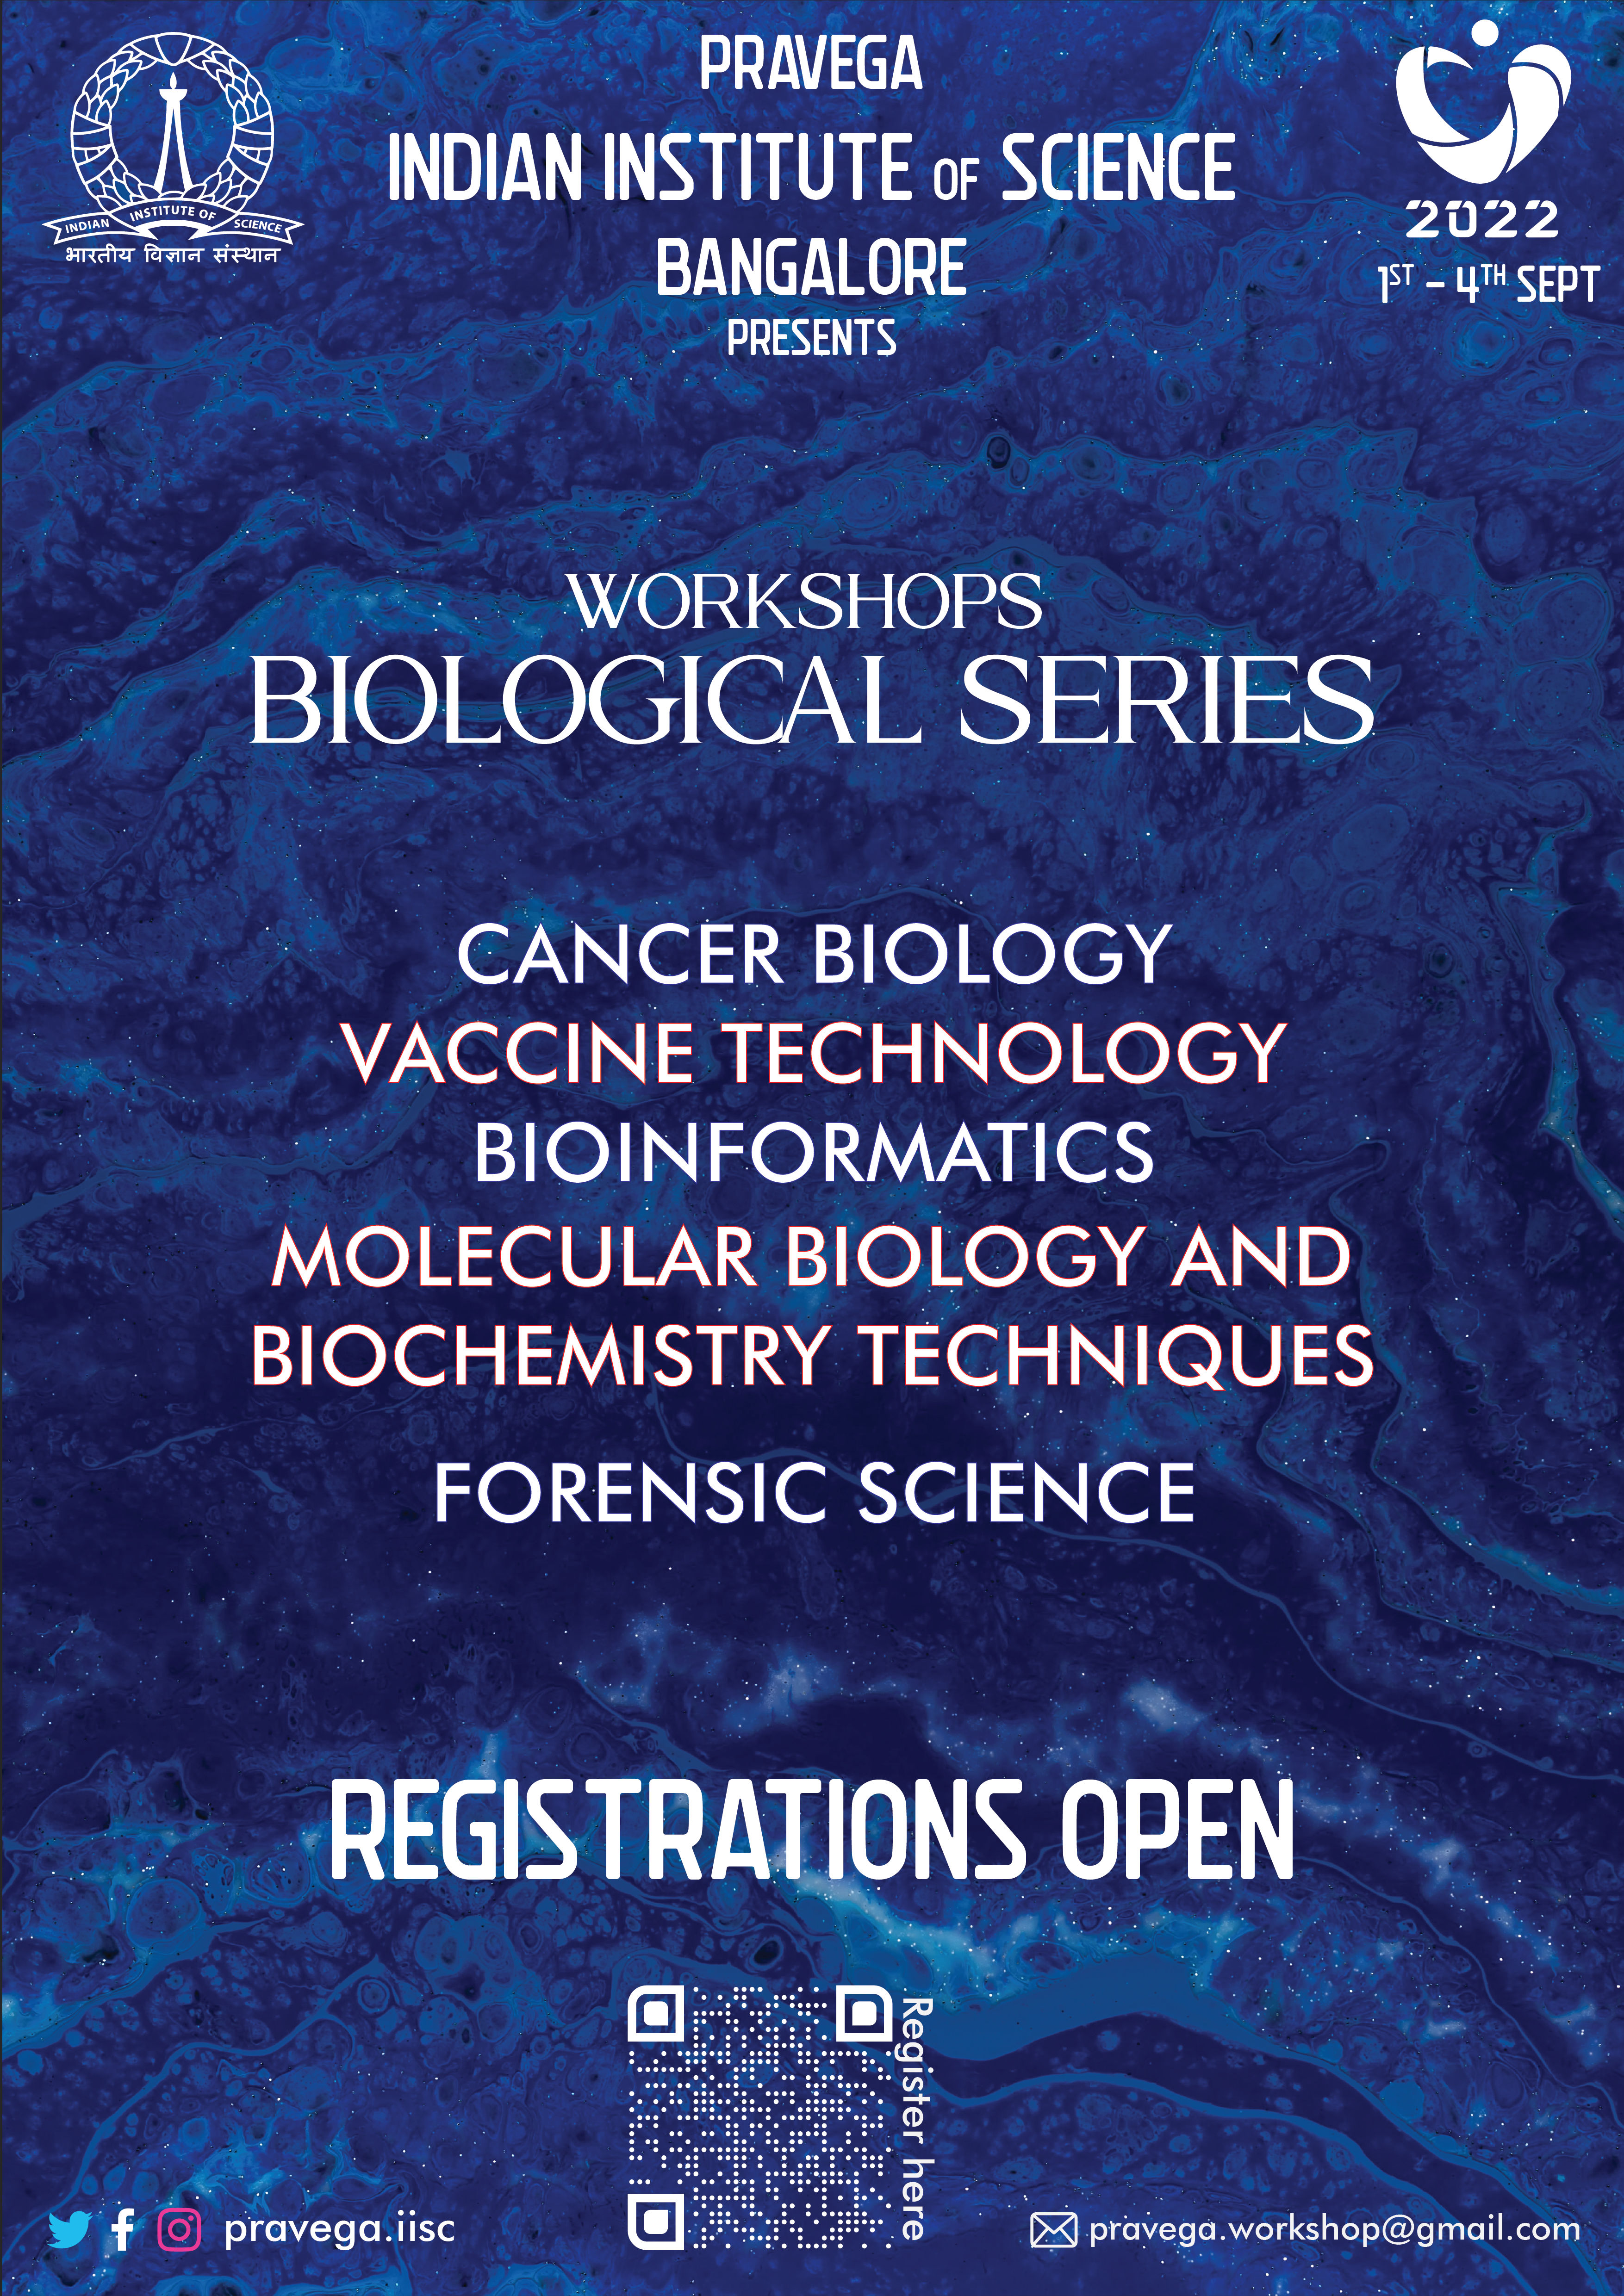 PRAVEGA
INDIAN INSTITUTE OF SCIENCE
BANGALORE
PRESENTS
INDIAN INSTITUTE OF SCIENCE
भारतीय विज्ञान संस्थान
2022
1ST - 4TH SEPT
WORKSHOPS
BIOLOGICAL SERIES
CANCER BIOLOGY
VACCINE TECHNOLOGY
BIOINFORMATICS
MOLECULAR BIOLOGY AND
BIOCHEMISTRY TECHNIQUES
FORENSIC SCIENCE
REGISTRATIONS OPEN
Register here
pravega.iisc
pravega.workshop@gmail.com